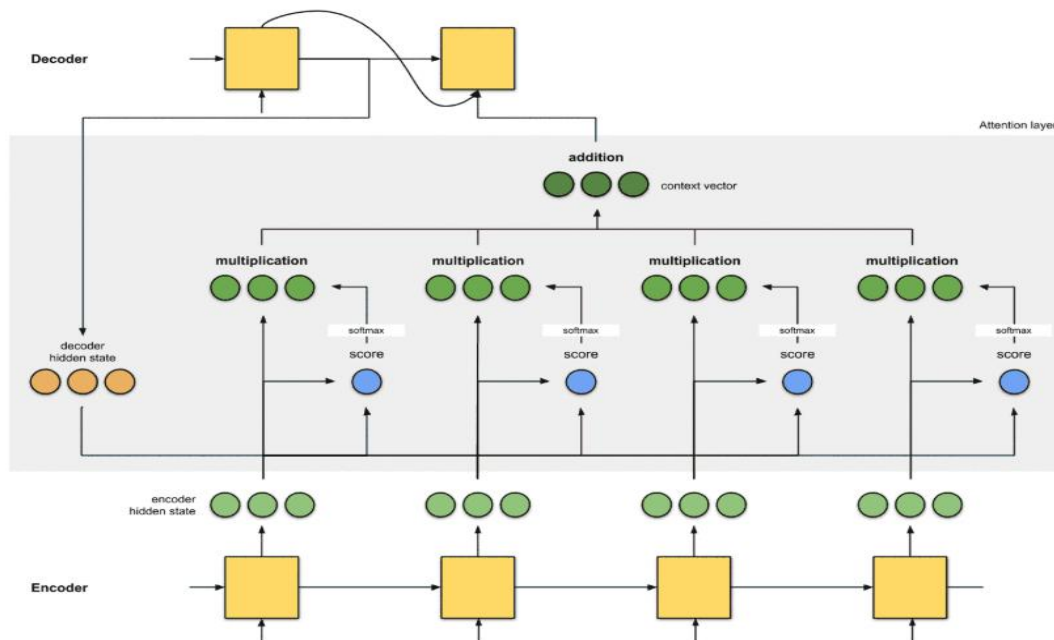 Decoder
Attention layer
addition
context vector
multiplication
multiplication
multiplication
multiplication
softmax
softmax
softmax
softmax
decoder
hidden state
score
score
score
score
encoder
hidden state
Encoder